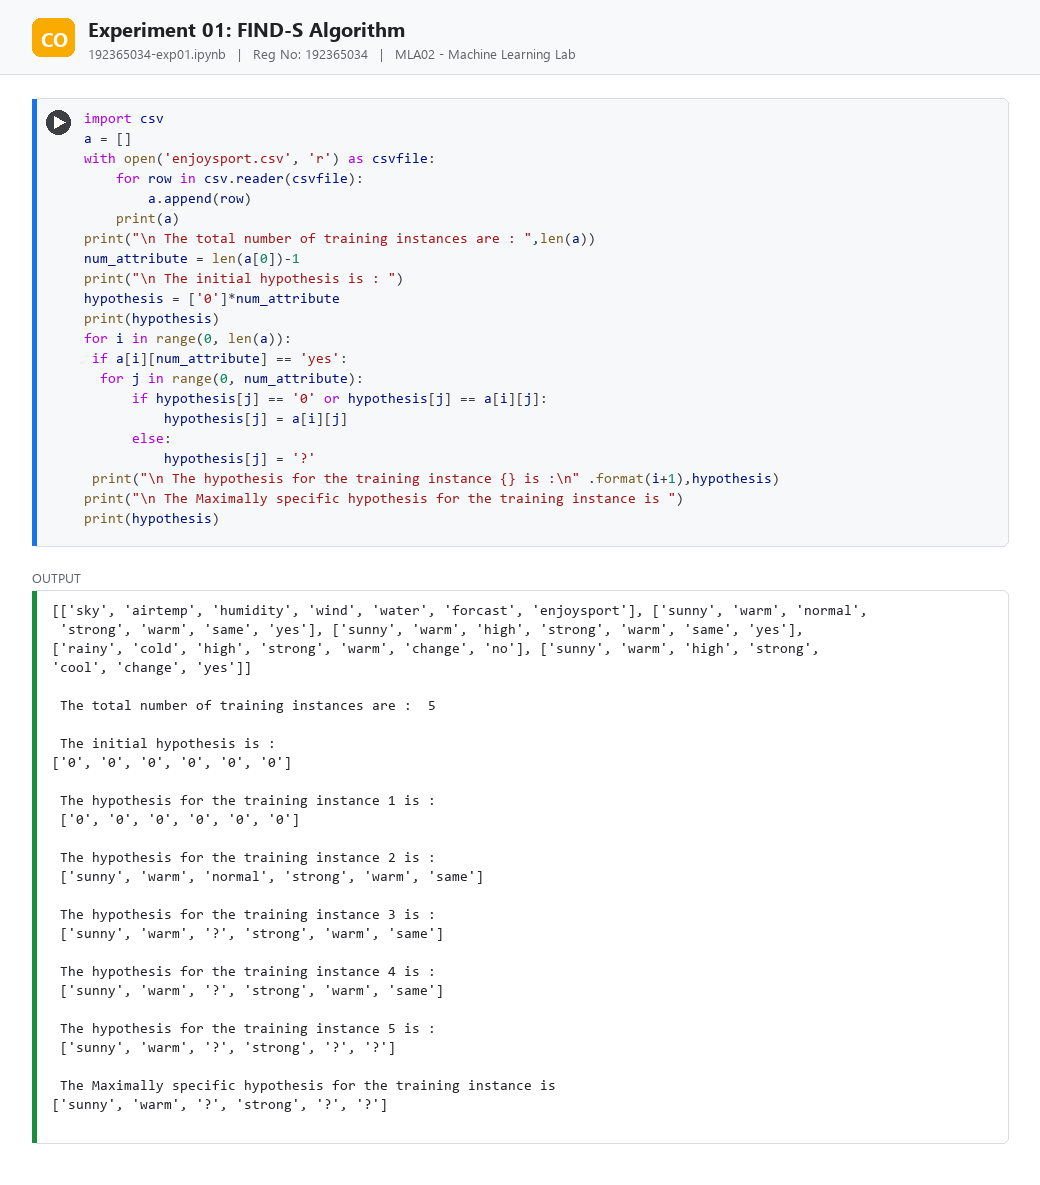 CO
Experiment 01: FIND-S Algorithm
192365034-exp01.ipynb | Reg No: 192365034 | MLA02 - Machine Learning Lab
import csv
a = []
with open('enjoysport.csv', 'r') as csvfile:
    for row in csv.reader(csvfile):
        a.append(row)
    print(a)
print("\n The total number of training instances are : ",len(a))
num_attribute = len(a[0])-1
print("\n The initial hypothesis is : ")
hypothesis = ['0']*num_attribute
print(hypothesis)
for i in range(0, len(a)):
 if a[i][num_attribute] == 'yes':
  for j in range(0, num_attribute):
      if hypothesis[j] == '0' or hypothesis[j] == a[i][j]:
          hypothesis[j] = a[i][j]
      else:
          hypothesis[j] = '?'
 print("\n The hypothesis for the training instance {} is :\n" .format(i+1),hypothesis)
print("\n The Maximally specific hypothesis for the training instance is ")
print(hypothesis)
OUTPUT
[['sky', 'airtemp', 'humidity', 'wind', 'water', 'forcast', 'enjoysport'], ['sunny', 'warm', 'normal',
 'strong', 'warm', 'same', 'yes'], ['sunny', 'warm', 'high', 'strong', 'warm', 'same', 'yes'],
['rainy', 'cold', 'high', 'strong', 'warm', 'change', 'no'], ['sunny', 'warm', 'high', 'strong',
'cool', 'change', 'yes']]
 The total number of training instances are :  5
 The initial hypothesis is :
['0', '0', '0', '0', '0', '0']
 The hypothesis for the training instance 1 is :
 ['0', '0', '0', '0', '0', '0']
 The hypothesis for the training instance 2 is :
 ['sunny', 'warm', 'normal', 'strong', 'warm', 'same']
 The hypothesis for the training instance 3 is :
 ['sunny', 'warm', '?', 'strong', 'warm', 'same']
 The hypothesis for the training instance 4 is :
 ['sunny', 'warm', '?', 'strong', 'warm', 'same']
 The hypothesis for the training instance 5 is :
 ['sunny', 'warm', '?', 'strong', '?', '?']
 The Maximally specific hypothesis for the training instance is
['sunny', 'warm', '?', 'strong', '?', '?']